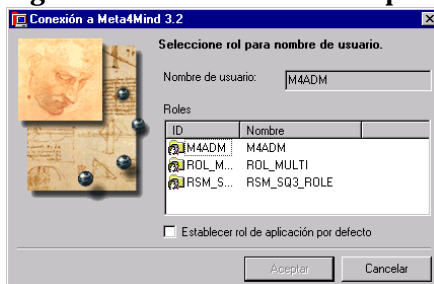 Conexión a Meta4Mind 3.2
Seleccione rol para nombre de usuario.
Nombre de usuario: M4ADM
Roles
ID Nombre
M4ADM M4ADM
ROL_M... ROL_MULTI
RSM_S... RSM_SQ3_ROLE
Establecer rol de aplicación por defecto
Aceptar Cancelar